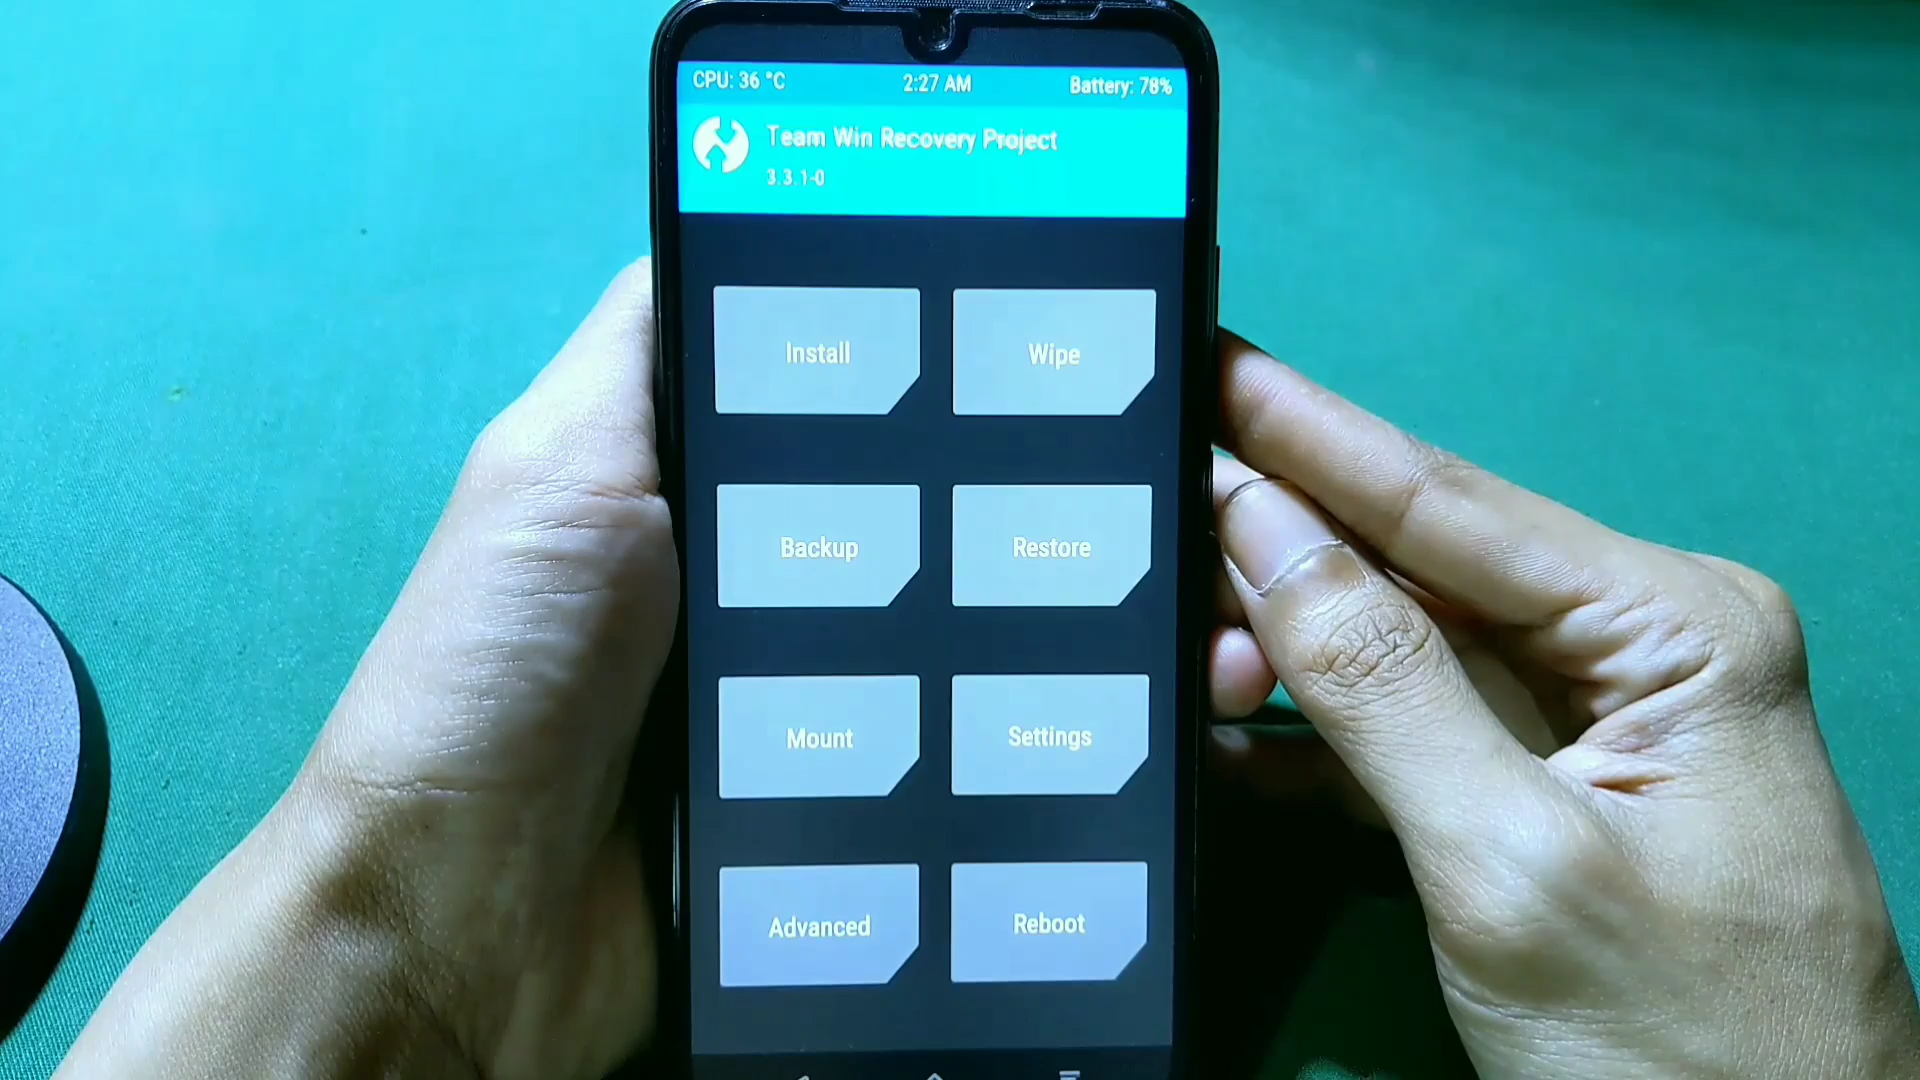 CPU: 36 °C 2:27 AM Battery: 78%
Team Win Recovery Project
3.3.1-0
Install Wipe
Backup Restore
Mount Settings
Advanced Reboot